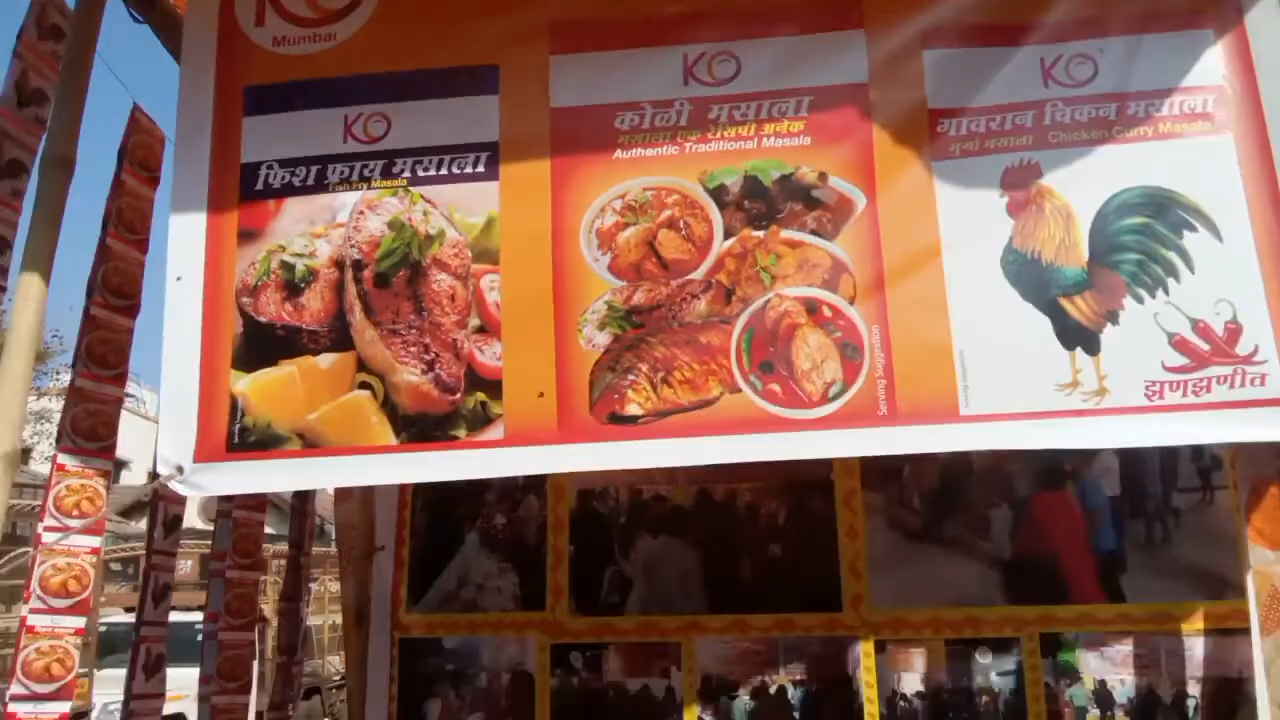 KO
Mumbai
KO
फिश फ्राय मसाला
Fish Fry Masala
KO
कोळी मसाला
मसाला एक रेसिपी अनेक
Authentic Traditional Masala
Serving Suggestion
KO
गावरान चिकन मसाला
मुर्गा मसाला Chicken Curry Masala
झणझणीत